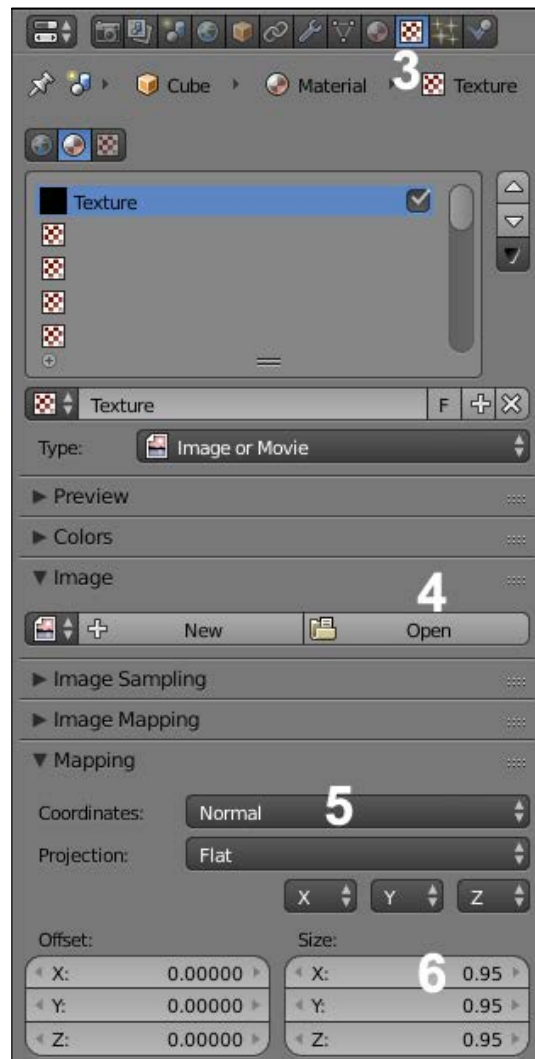 3
Cube Material Texture
Texture
Texture F
Type: Image or Movie
Preview
Colors
Image
4
New Open
Image Sampling
Image Mapping
Mapping
Coordinates: Normal 5
Projection: Flat
X Y Z
Offset: Size:
X: 0.00000 X: 6 0.95
Y: 0.00000 Y: 0.95
Z: 0.00000 Z: 0.95